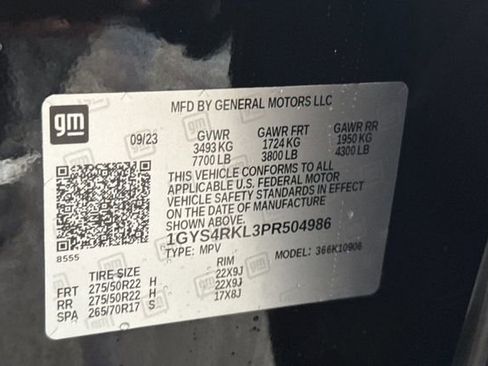 gm
MFD BY GENERAL MOTORS LLC
09/23 GVWR GAWR FRT GAWR RR
3493 KG 1724 KG 1950 KG
7700 LB 3800 LB 4300 LB
THIS VEHICLE CONFORMS TO ALL
APPLICABLE U.S. FEDERAL MOTOR
VEHICLE SAFETY STANDARDS IN EFFECT
ON THE DATE OF MANUFACTURE SHOWN ABOVE.
1GYS4RKL3PR504986
8555 TYPE: MPV MODEL: 366K10906
TIRE SIZE RIM
FRT 275/50R22 H 22X9J
RR 275/50R22 H 22X9J
SPA 265/70R17 S 17X8J